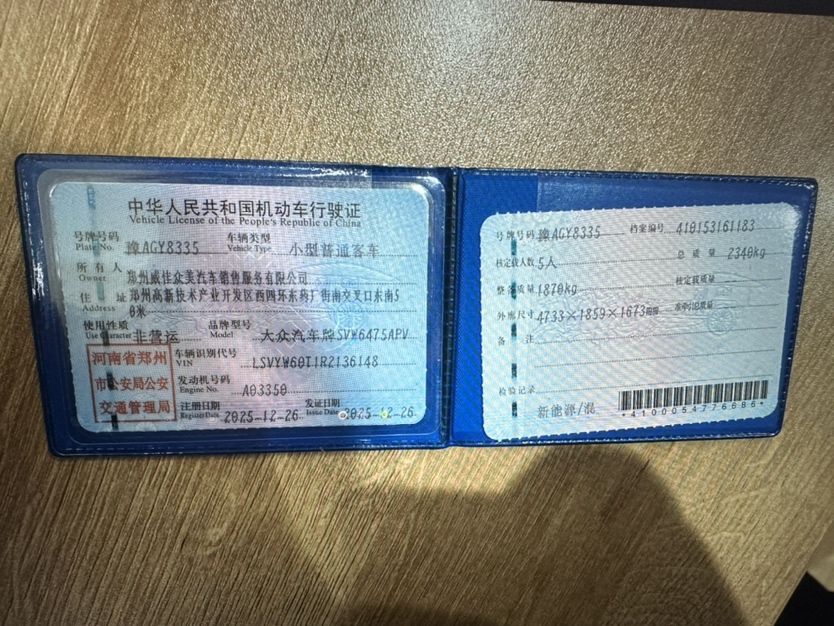 中华人民共和国机动车行驶证
Vehicle License of the People's Republic of China
号牌号码 豫AGY8335 车辆类型 小型普通客车
Plate No. Vehicle Type
所有人 郑州威佳众美汽车销售服务有限公司
Owner
住址 郑州高新技术产业开发区西四环东药厂街南交叉口东南5
Address 0米
使用性质 非营运 品牌型号 大众汽车牌SVW6475APV
Use Character Model
河南省郑州
市公安局公安
交通管理局
车辆识别代号
VIN LSVYW60T1R2136148
发动机号码
Engine No. A03350
注册日期 发证日期
Register Date 2025-12-26 Issue Date 2025-12-26
号牌号码 豫AGY8335 档案编号 410153161183
核定载人数 5人 总质量 2340kg
整备质量 1870kg 核定载质量
外廓尺寸 4733×1859×1673mm 准牵引总质量
备注
检验记录
新能源/混
*4100054776686*